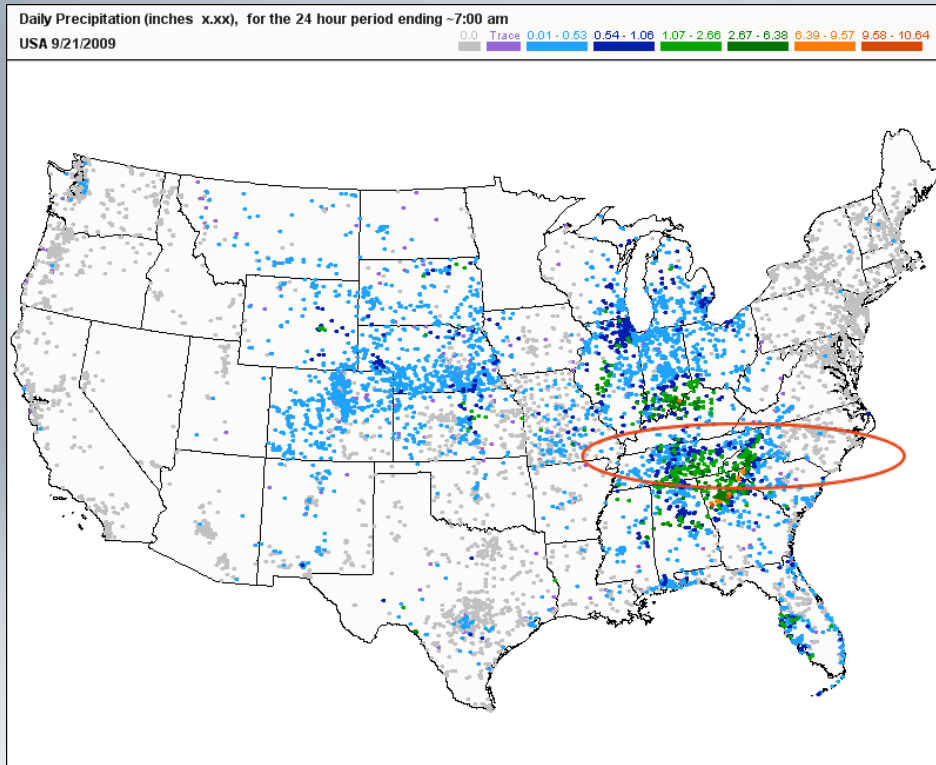 Daily Precipitation (inches x.xx), for the 24 hour period ending ~7:00 am
USA 9/21/2009
0.0 Trace 0.01 - 0.53 0.54 - 1.06 1.07 - 2.66 2.67 - 6.38 6.39 - 9.57 9.58 - 10.64